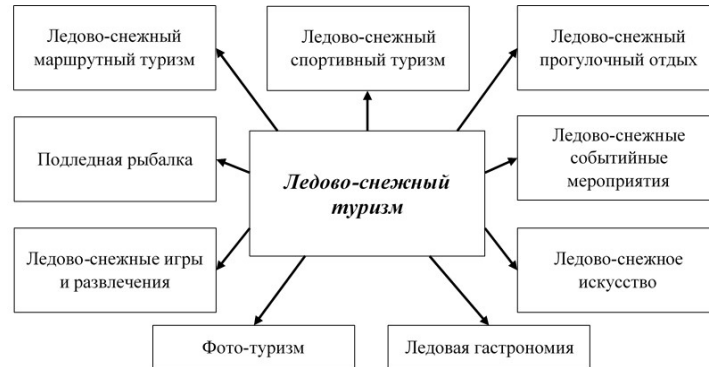 Ледово-снежный
маршрутный туризм
Ледово-снежный
спортивный туризм
Ледово-снежный
прогулочный отдых
Подледная рыбалка
Ледово-снежный
туризм
Ледово-снежные
событийные
мероприятия
Ледово-снежные игры
и развлечения
Ледово-снежное
искусство
Фото-туризм
Ледовая гастрономия